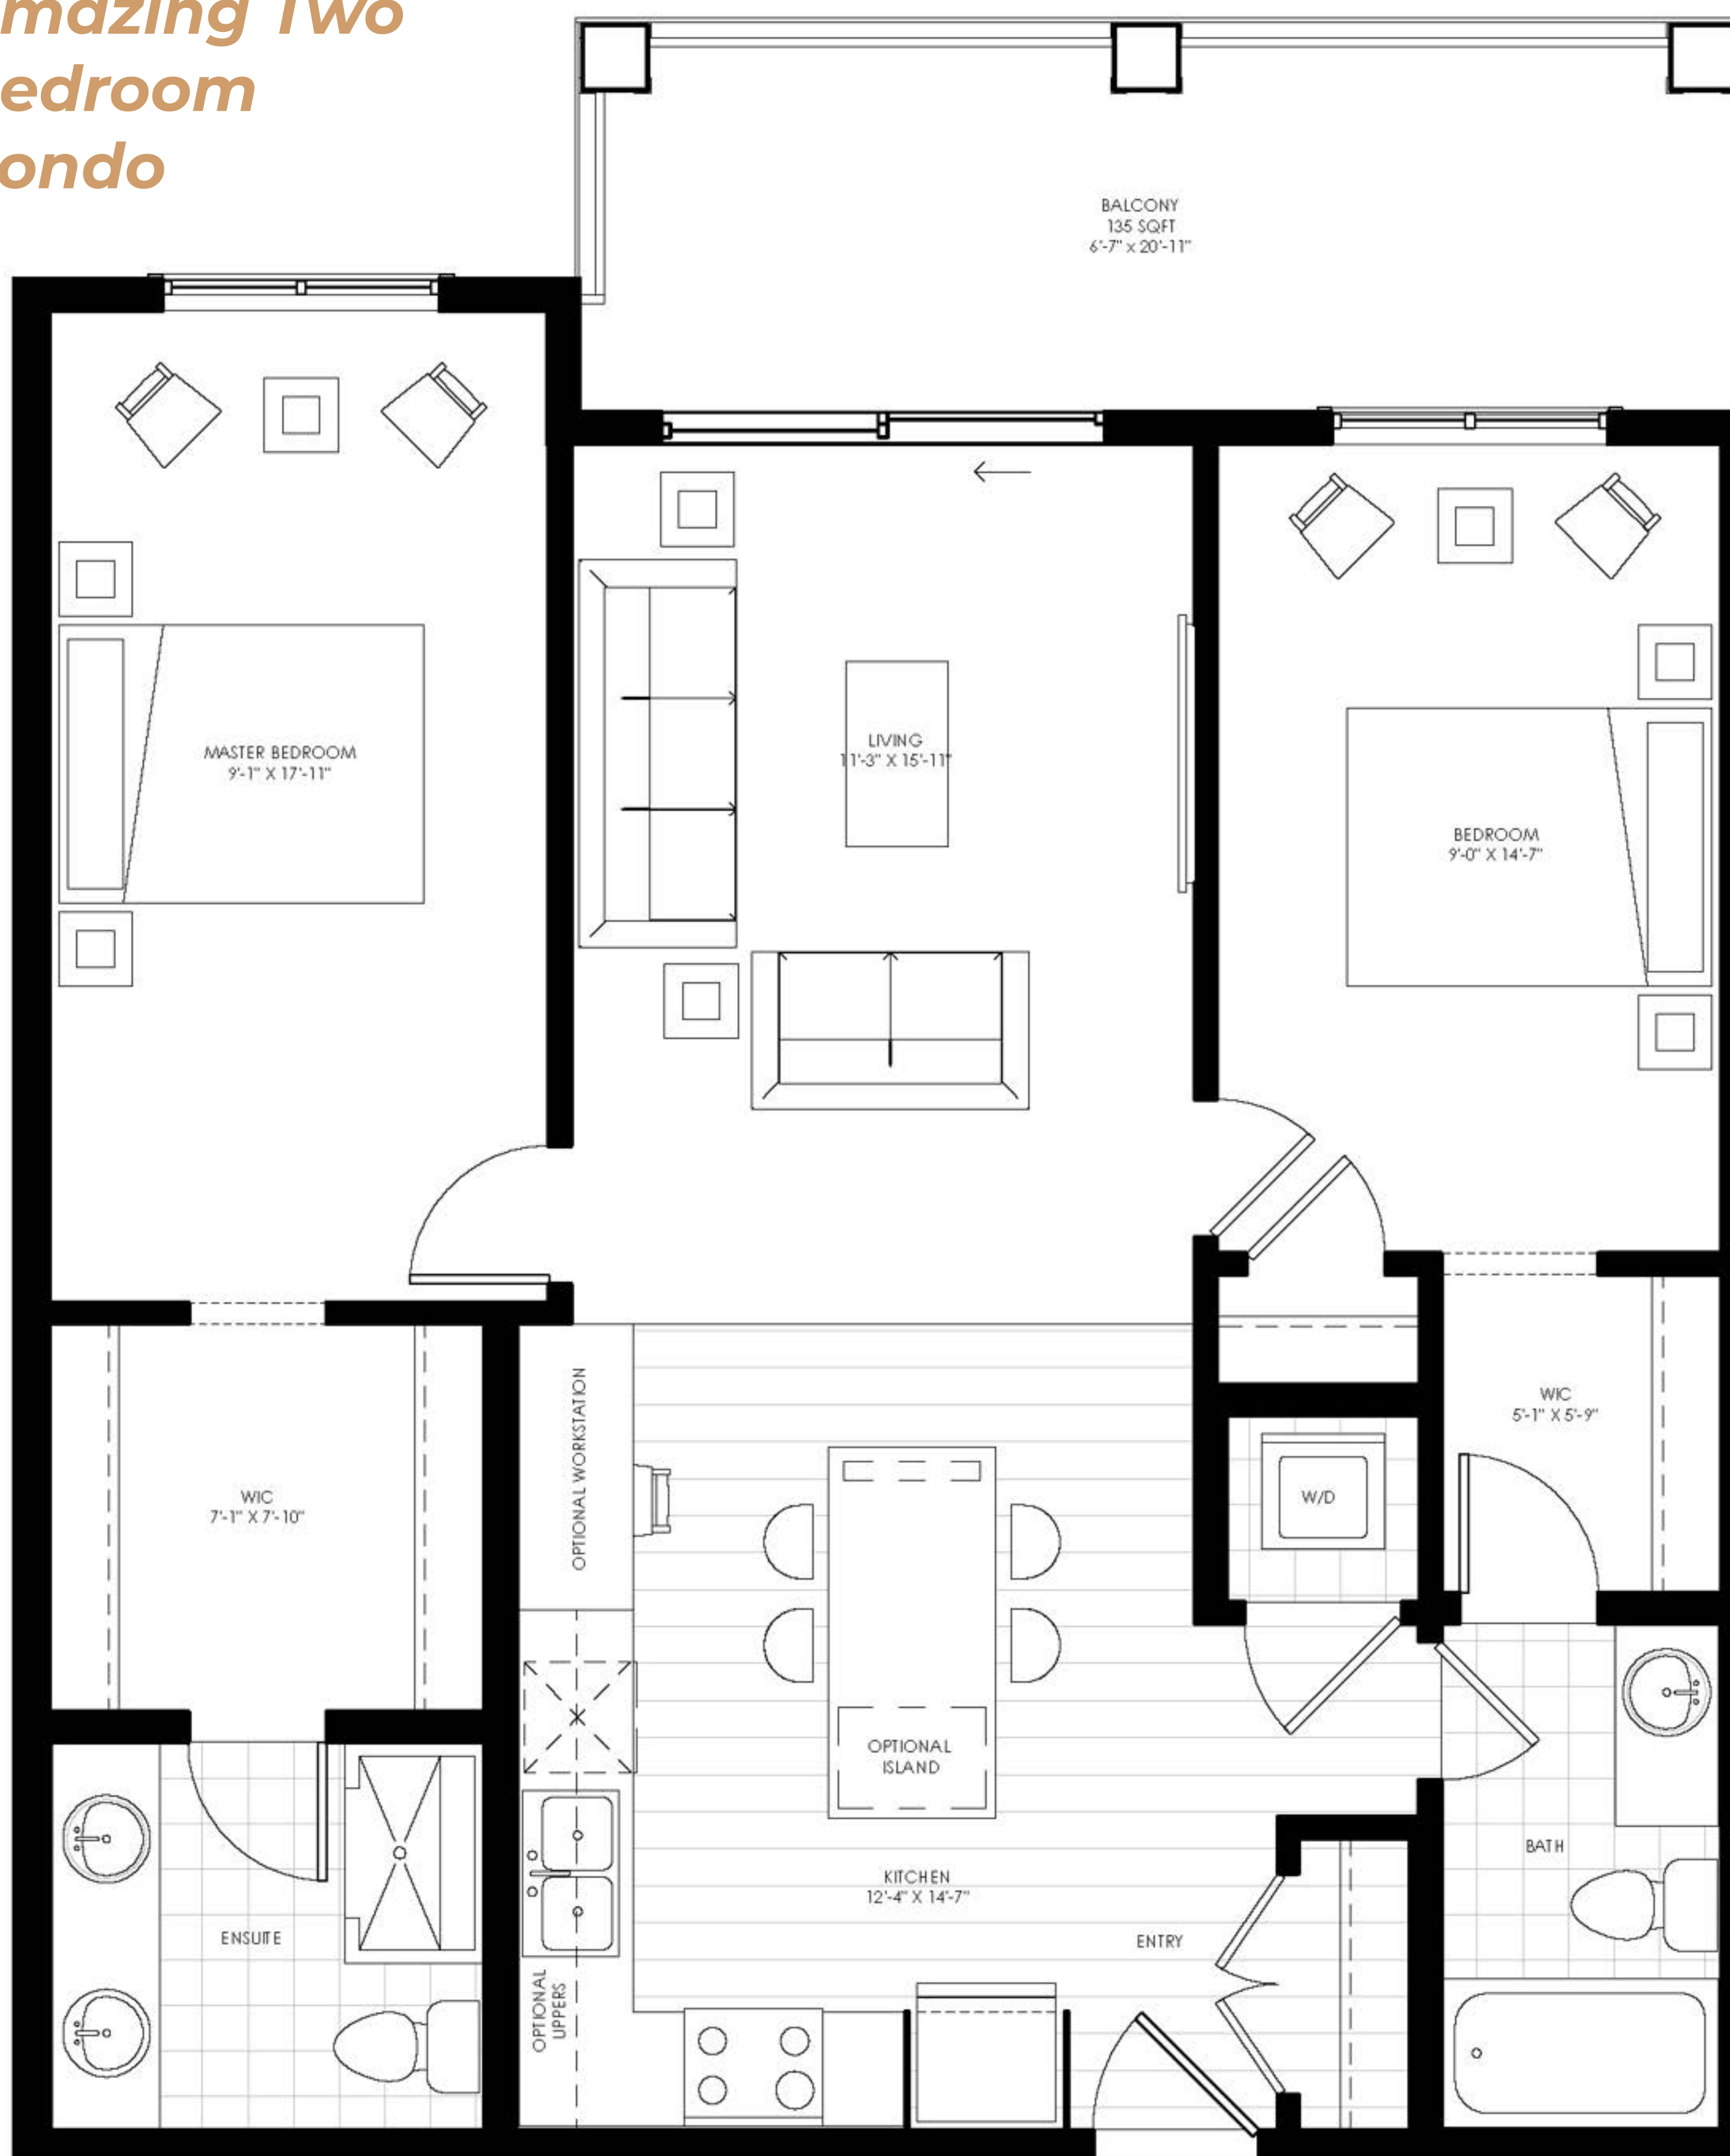 mazing Two
edroom
ondo
BALCONY
135 SQFT
6'-7" x 20'-11"
MASTER BEDROOM
9'-1" X 17'-11"
LIVING
11'-3" X 15'-11"
BEDROOM
9'-0" X 14'-7"
OPTIONAL WORKSTATION
WIC
5'-1" X 5'-9"
WIC
7'-1" X 7'-10"
W/D
OPTIONAL
ISLAND
BATH
KITCHEN
12'-4" X 14'-7"
ENSUITE
ENTRY
OPTIONAL
UPPERS